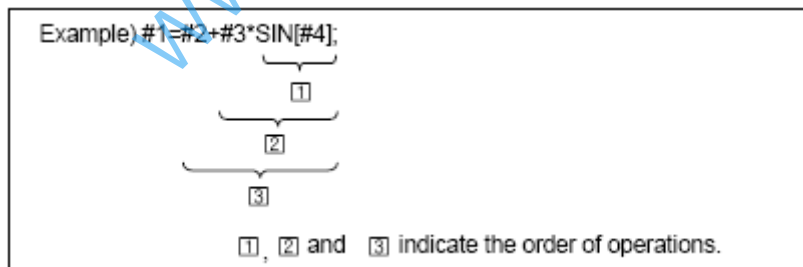 Example) #1=#2+#3*SIN[#4];
1
2
3
1, 2 and 3 indicate the order of operations.